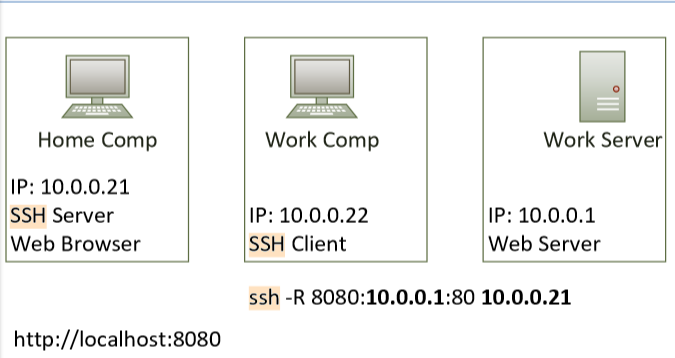 Home Comp
IP: 10.0.0.21
SSH Server
Web Browser
Work Comp
IP: 10.0.0.22
SSH Client
Work Server
IP: 10.0.0.1
Web Server
ssh -R 8080:10.0.0.1:80 10.0.0.21
http://localhost:8080